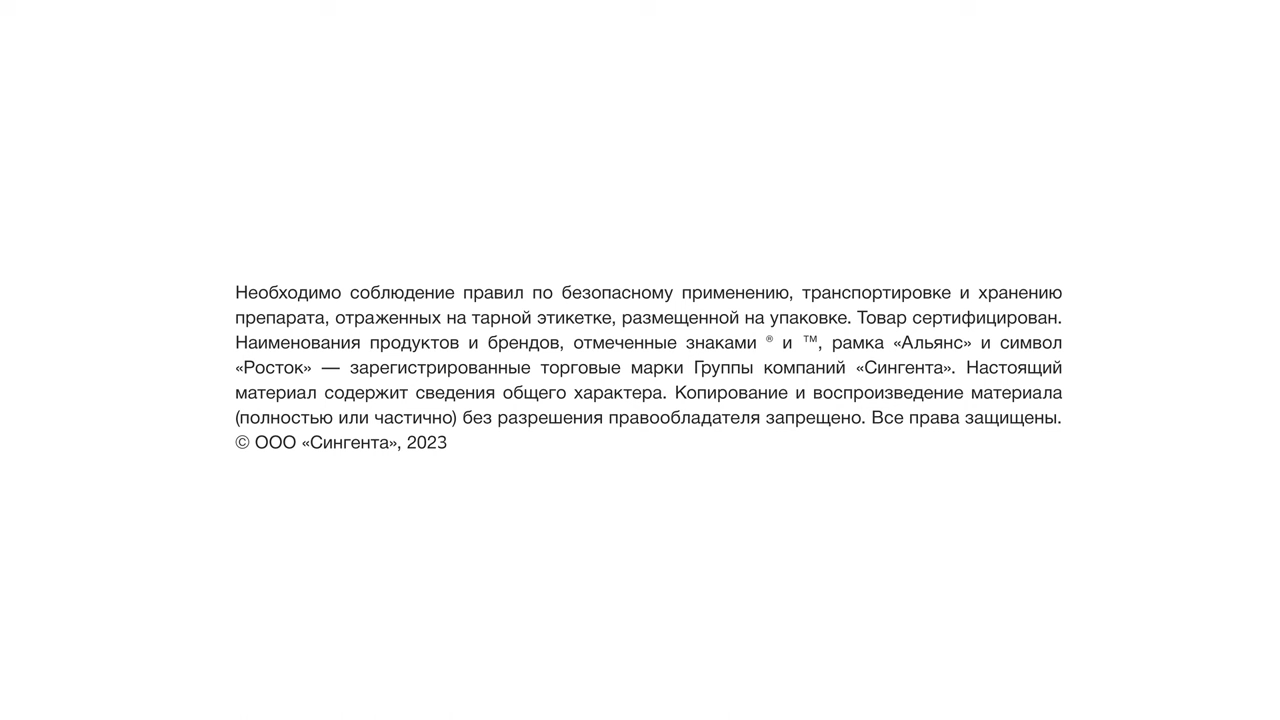 Необходимо соблюдение правил по безопасному применению, транспортировке и хранению
препарата, отраженных на тарной этикетке, размещенной на упаковке. Товар сертифицирован.
Наименования продуктов и брендов, отмеченные знаками ® и ™, рамка «Альянс» и символ
«Росток» — зарегистрированные торговые марки Группы компаний «Сингента». Настоящий
материал содержит сведения общего характера. Копирование и воспроизведение материала
(полностью или частично) без разрешения правообладателя запрещено. Все права защищены.
© ООО «Сингента», 2023